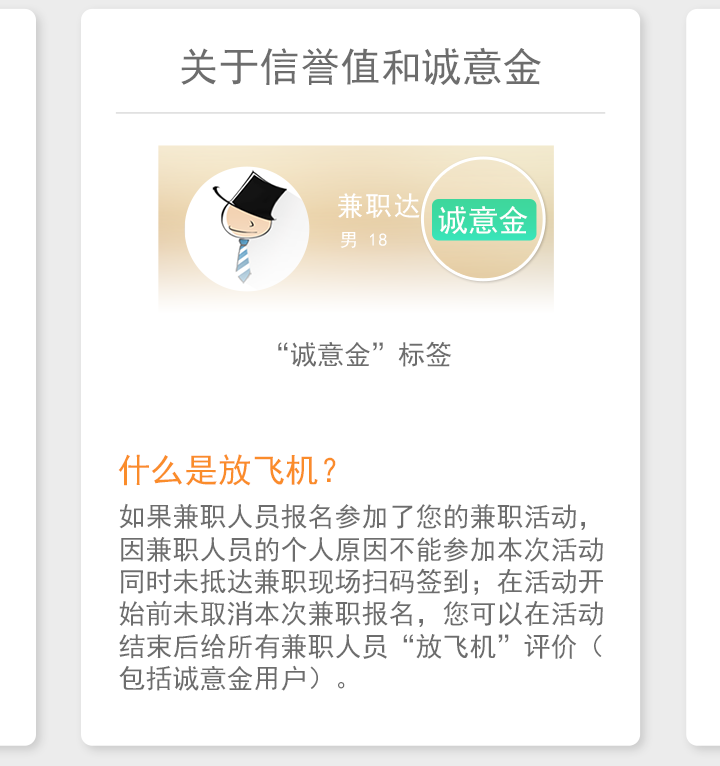 关于信誉值和诚意金
兼职达
诚意金
男 18
“诚意金”标签
什么是放飞机？
如果兼职人员报名参加了您的兼职活动，
因兼职人员的个人原因不能参加本次活动
同时未抵达兼职现场扫码签到；在活动开
始前未取消本次兼职报名，您可以在活动
结束后给所有兼职人员“放飞机”评价（
包括诚意金用户）。